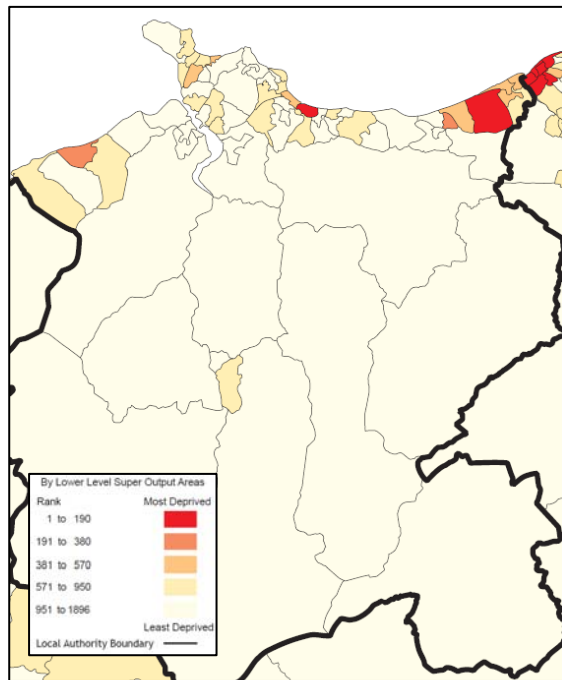 By Lower Level Super Output Areas
Rank Most Deprived
1 to 190
191 to 380
381 to 570
571 to 950
951 to 1896
Least Deprived
Local Authority Boundary